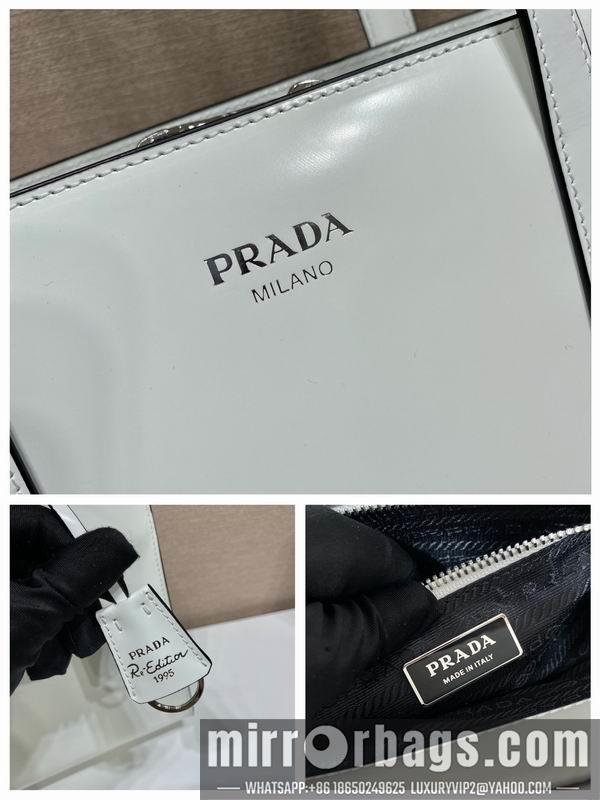 PRADA
MILANO
PRADA
Re-Edition
1995
PRADA
MADE IN ITALY
mirrorbags.com
WHATSAPP:+86 18650249625 LUXURYVIP2@YAHOO.COM